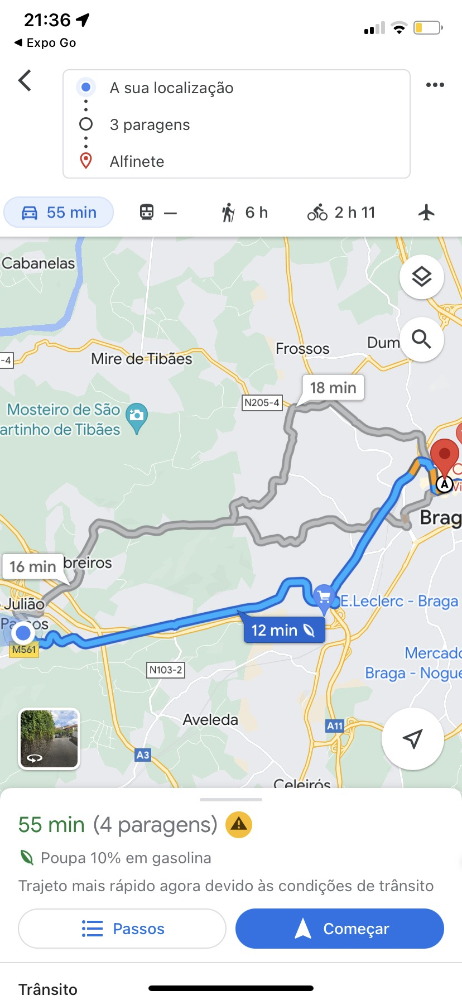 21:36
◀ Expo Go
A sua localização
3 paragens
Alfinete
55 min
—
6 h
2 h 11
Cabanelas
Frossos
Dum
-4
Mire de Tibães
18 min
N205-4
Mosteiro de São
artinho de Tibães
A
Vi
Brag
16 min
breiros
Julião
Pa
os
E.Leclerc - Braga
12 min
M561
Mercado
Braga - Nogue
N103-2
Aveleda
A11
A3
Celeirós
55 min (4 paragens)
Poupa 10% em gasolina
Trajeto mais rápido agora devido às condições de trânsito
Passos
Começar
Trânsito